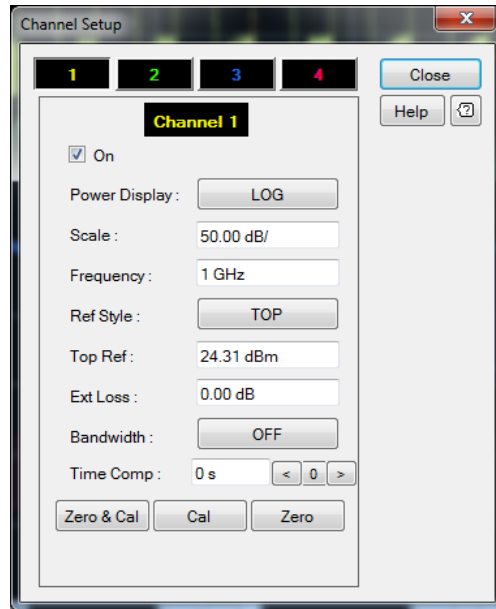 Channel Setup
x
1 2 3 4 Close
Channel 1 Help ?
On
Power Display : LOG
Scale : 50.00 dB/
Frequency : 1 GHz
Ref Style : TOP
Top Ref : 24.31 dBm
Ext Loss : 0.00 dB
Bandwidth : OFF
Time Comp : 0 s < 0 >
Zero & Cal Cal Zero